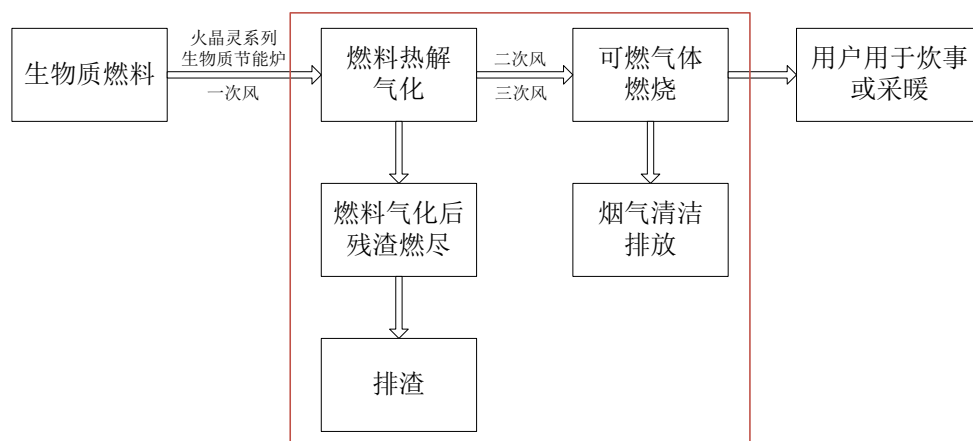 生物质燃料
火晶灵系列
生物质节能炉
一次风
燃料热解
气化
二次风
三次风
可燃气体
燃烧
用户用于炊事
或采暖
燃料气化后
残渣燃尽
烟气清洁
排放
排渣